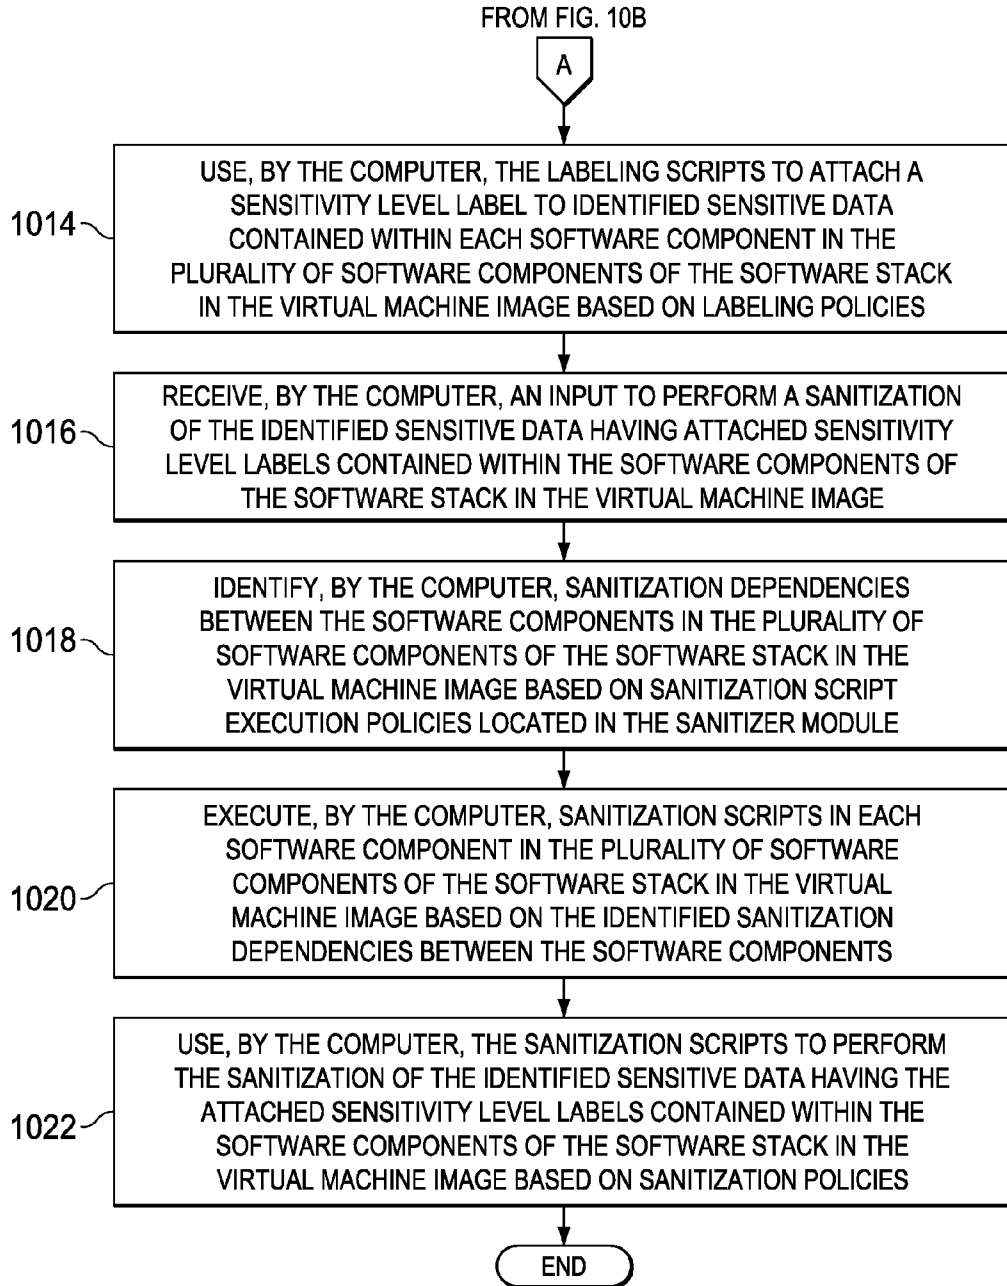 FROM FIG. 10B
A
1014
USE, BY THE COMPUTER, THE LABELING SCRIPTS TO ATTACH A
SENSITIVITY LEVEL LABEL TO IDENTIFIED SENSITIVE DATA
CONTAINED WITHIN EACH SOFTWARE COMPONENT IN THE
PLURALITY OF SOFTWARE COMPONENTS OF THE SOFTWARE STACK
IN THE VIRTUAL MACHINE IMAGE BASED ON LABELING POLICIES
1016
RECEIVE, BY THE COMPUTER, AN INPUT TO PERFORM A SANITIZATION
OF THE IDENTIFIED SENSITIVE DATA HAVING ATTACHED SENSITIVITY
LEVEL LABELS CONTAINED WITHIN THE SOFTWARE COMPONENTS OF
THE SOFTWARE STACK IN THE VIRTUAL MACHINE IMAGE
1018
IDENTIFY, BY THE COMPUTER, SANITIZATION DEPENDENCIES
BETWEEN THE SOFTWARE COMPONENTS IN THE PLURALITY OF
SOFTWARE COMPONENTS OF THE SOFTWARE STACK IN THE
VIRTUAL MACHINE IMAGE BASED ON SANITIZATION SCRIPT
EXECUTION POLICIES LOCATED IN THE SANITIZER MODULE
1020
EXECUTE, BY THE COMPUTER, SANITIZATION SCRIPTS IN EACH
SOFTWARE COMPONENT IN THE PLURALITY OF SOFTWARE
COMPONENTS OF THE SOFTWARE STACK IN THE VIRTUAL
MACHINE IMAGE BASED ON THE IDENTIFIED SANITIZATION
DEPENDENCIES BETWEEN THE SOFTWARE COMPONENTS
1022
USE, BY THE COMPUTER, THE SANITIZATION SCRIPTS TO PERFORM
THE SANITIZATION OF THE IDENTIFIED SENSITIVE DATA HAVING THE
ATTACHED SENSITIVITY LEVEL LABELS CONTAINED WITHIN THE
SOFTWARE COMPONENTS OF THE SOFTWARE STACK IN THE
VIRTUAL MACHINE IMAGE BASED ON SANITIZATION POLICIES
END